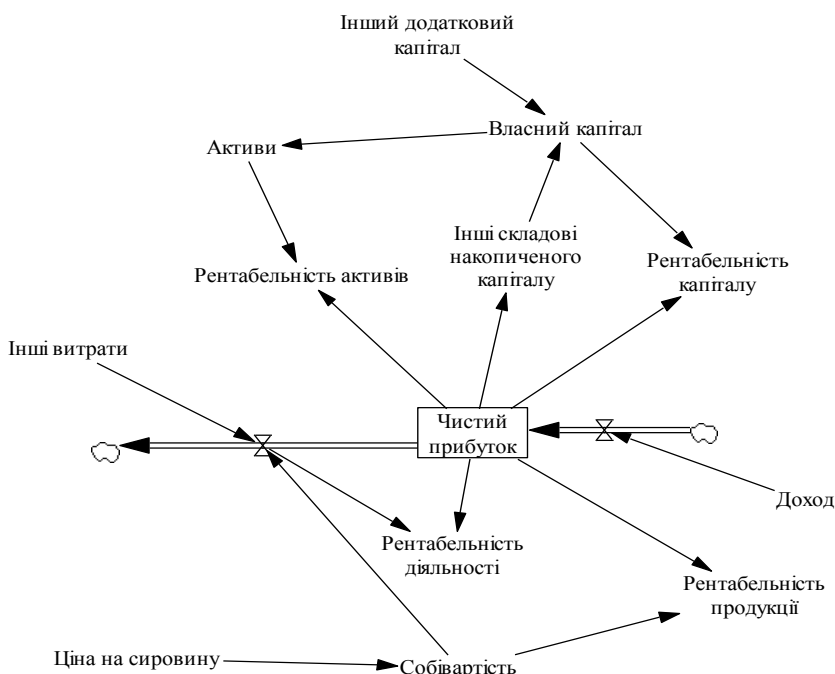 Інший додатковий
капітал
Власний капітал
Активи
Інші складові
накопиченого
капіталу
Рентабельність
капіталу
Рентабельність активів
Інші витрати
Чистий
прибуток
Доход
Рентабельність
діяльності
Рентабельність
продукції
Ціна на сировину
Собівартість